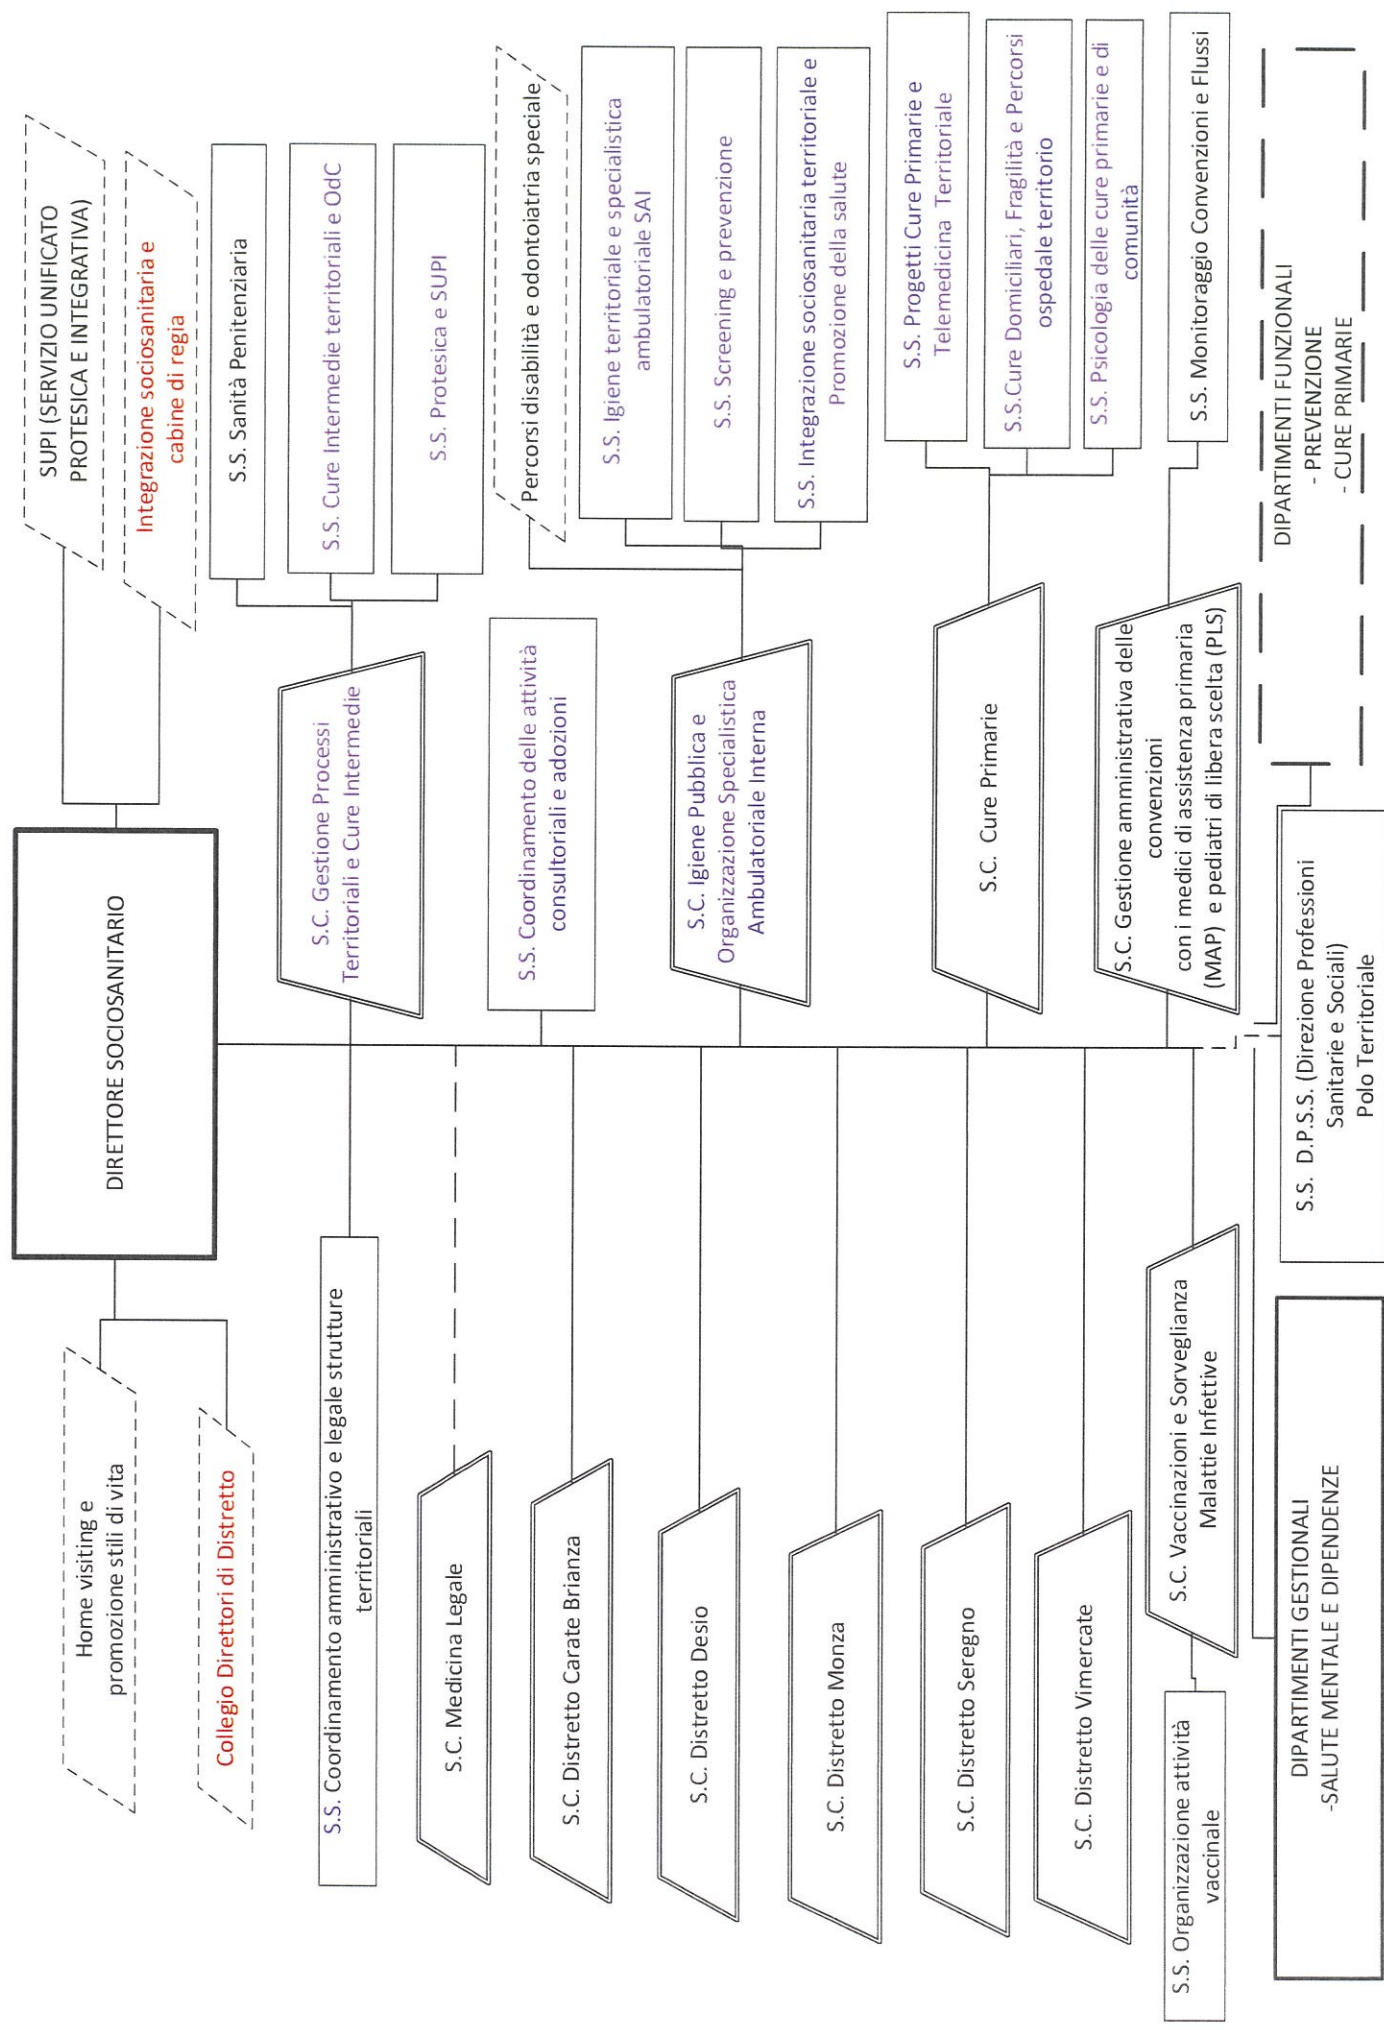 DIRETTORE SOCIOSANITARIO
Home visiting e
promozione stili di vita
Collegio Direttori di Distretto
SUPI (SERVIZIO UNIFICATO
PROTESICA E INTEGRATIVA)
Integrazione sociosanitaria e
cabine di regia
S.S. Coordinamento amministrativo e legale strutture
territoriali
S.C. Medicina Legale
S.C. Distretto Carate Brianza
S.C. Distretto Desio
S.C. Distretto Monza
S.C. Distretto Seregno
S.C. Distretto Vimercate
S.C. Vaccinazioni e Sorveglianza
Malattie Infettive
S.S. Organizzazione attività
vaccinale
S.C. Gestione Processi
Territoriali e Cure Intermedie
S.S. Sanità Penitenziaria
S.S. Cure Intermedie territoriali e OdC
S.S. Protesica e SUPI
S.S. Coordinamento delle attività
consultoriali e adozioni
S.C. Igiene Pubblica e
Organizzazione Specialistica
Ambulatoriale Interna
Percorsi disabilità e odontoiatria speciale
S.S. Igiene territoriale e specialistica
ambulatoriale SAI
S.S. Screening e prevenzione
S.S. Integrazione sociosanitaria territoriale e
Promozione della salute
S.C. Cure Primarie
S.S. Progetti Cure Primarie e
Telemedicina Territoriale
S.S.Cure Domiciliari, Fragilità e Percorsi
ospedale territorio
S.S. Psicologia delle cure primarie e di
comunità
S.C. Gestione amministrativa delle
convenzioni
con i medici di assistenza primaria
(MAP) e pediatri di libera scelta (PLS)
S.S. Monitoraggio Convenzioni e Flussi
DIPARTIMENTI GESTIONALI
-SALUTE MENTALE E DIPENDENZE
S.S. D.P.S.S. (Direzione Professioni
Sanitarie e Sociali)
Polo Territoriale
DIPARTIMENTI FUNZIONALI
- PREVENZIONE
- CURE PRIMARIE